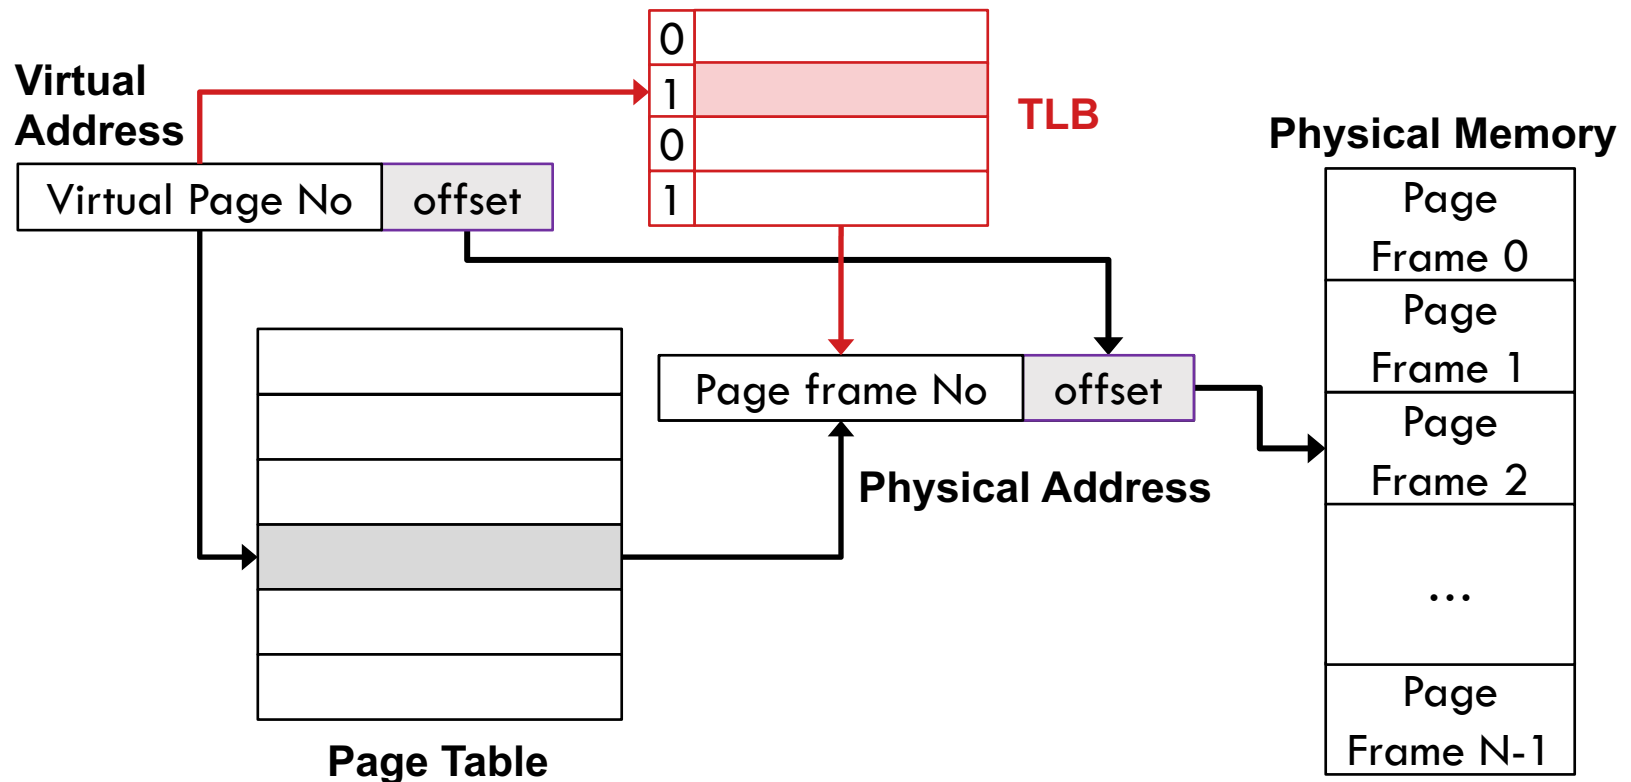 Virtual
Address
Virtual Page No
offset
0
1
0
1
TLB
Page frame No
offset
Physical Address
Page Table
Physical Memory
Page
Frame 0
Page
Frame 1
Page
Frame 2
...
Page
Frame N-1